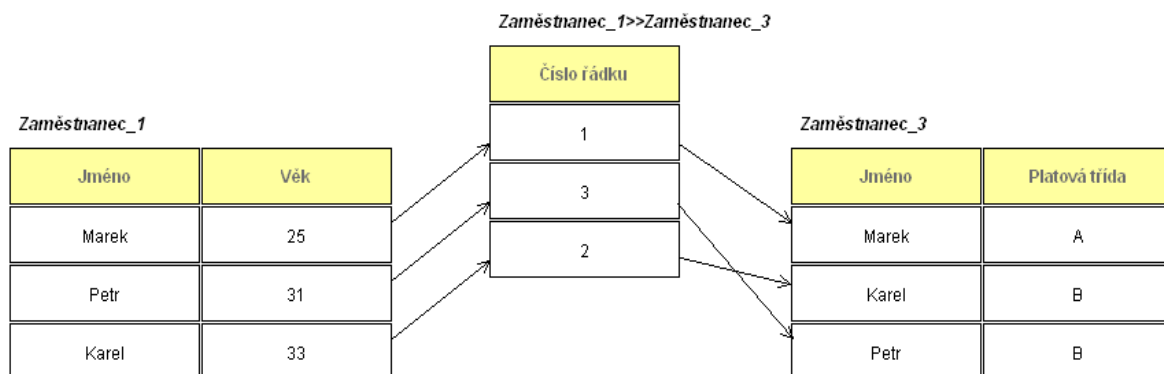 Zaměstnanec_1>>Zaměstnanec_3
Číslo řádku
1
3
2
Zaměstnanec_1
Jméno Věk
Marek 25
Petr 31
Karel 33
Zaměstnanec_3
Jméno Platová třída
Marek A
Karel B
Petr B